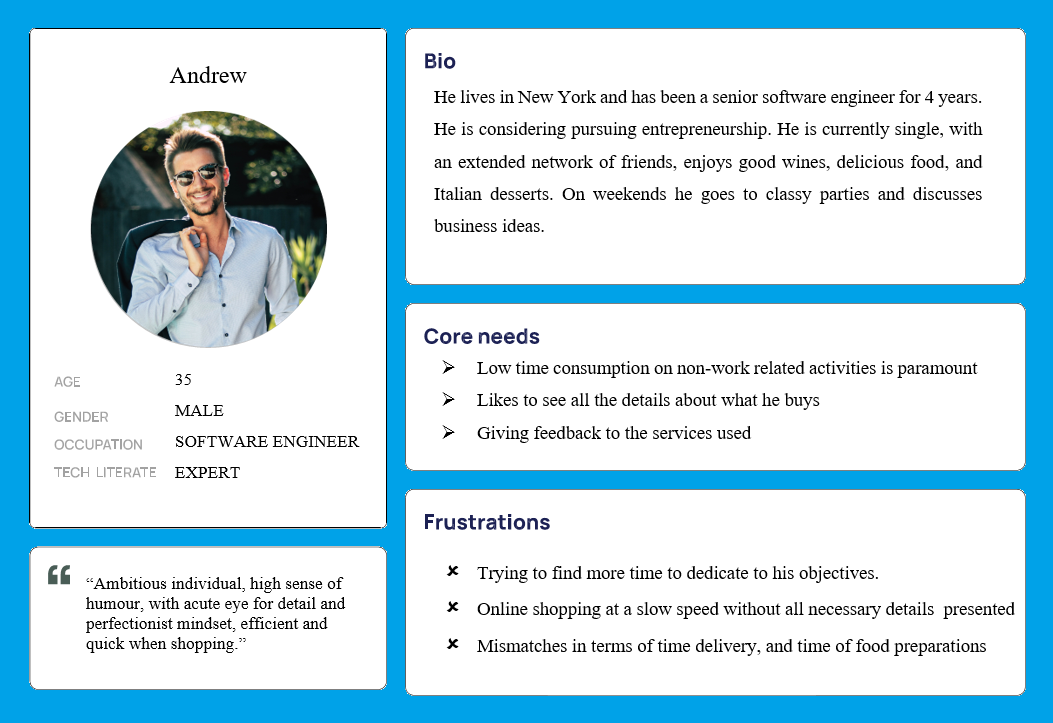 Andrew
AGE 35
GENDER MALE
OCCUPATION SOFTWARE ENGINEER
TECH LITERATE EXPERT
“Ambitious individual, high sense of
humour, with acute eye for detail and
perfectionist mindset, efficient and
quick when shopping.”
Bio
He lives in New York and has been a senior software engineer for 4 years.
He is considering pursuing entrepreneurship. He is currently single, with
an extended network of friends, enjoys good wines, delicious food, and
Italian desserts. On weekends he goes to classy parties and discusses
business ideas.
Core needs
Low time consumption on non-work related activities is paramount
Likes to see all the details about what he buys
Giving feedback to the services used
Frustrations
Trying to find more time to dedicate to his objectives.
Online shopping at a slow speed without all necessary details presented
Mismatches in terms of time delivery, and time of food preparations